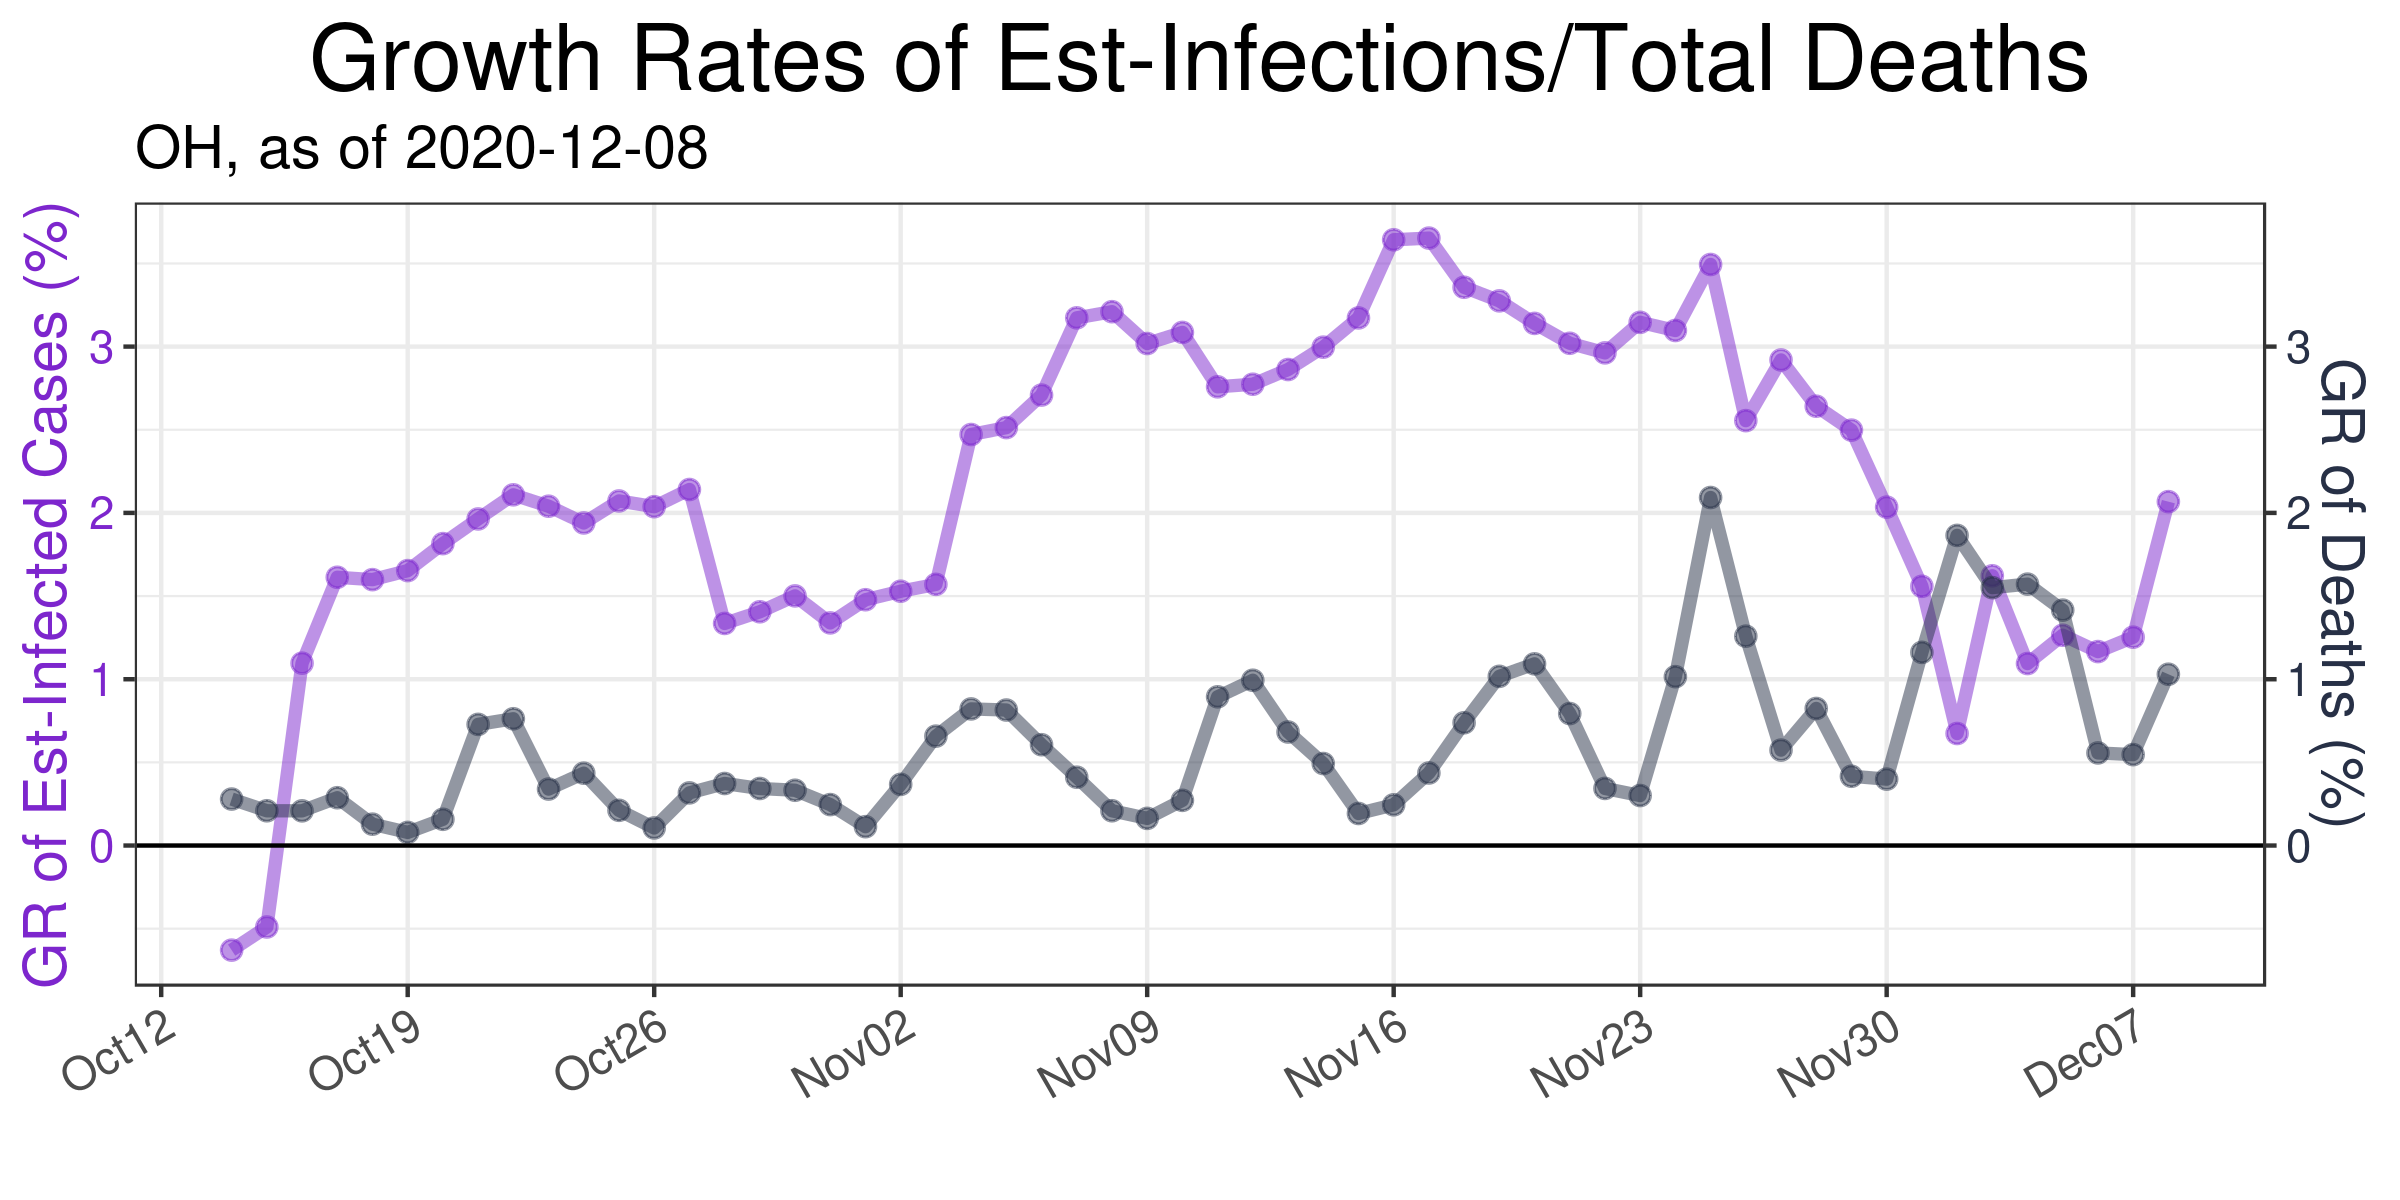 Growth Rates of Est-Infections/Total Deaths
OH, as of 2020-12-08
GR of Est-Infected Cases (%)
3
2
1
0
3
2
1
0
GR of Deaths (%)
Oct12
Oct19
Oct26
Nov02
Nov09
Nov16
Nov23
Nov30
Dec07